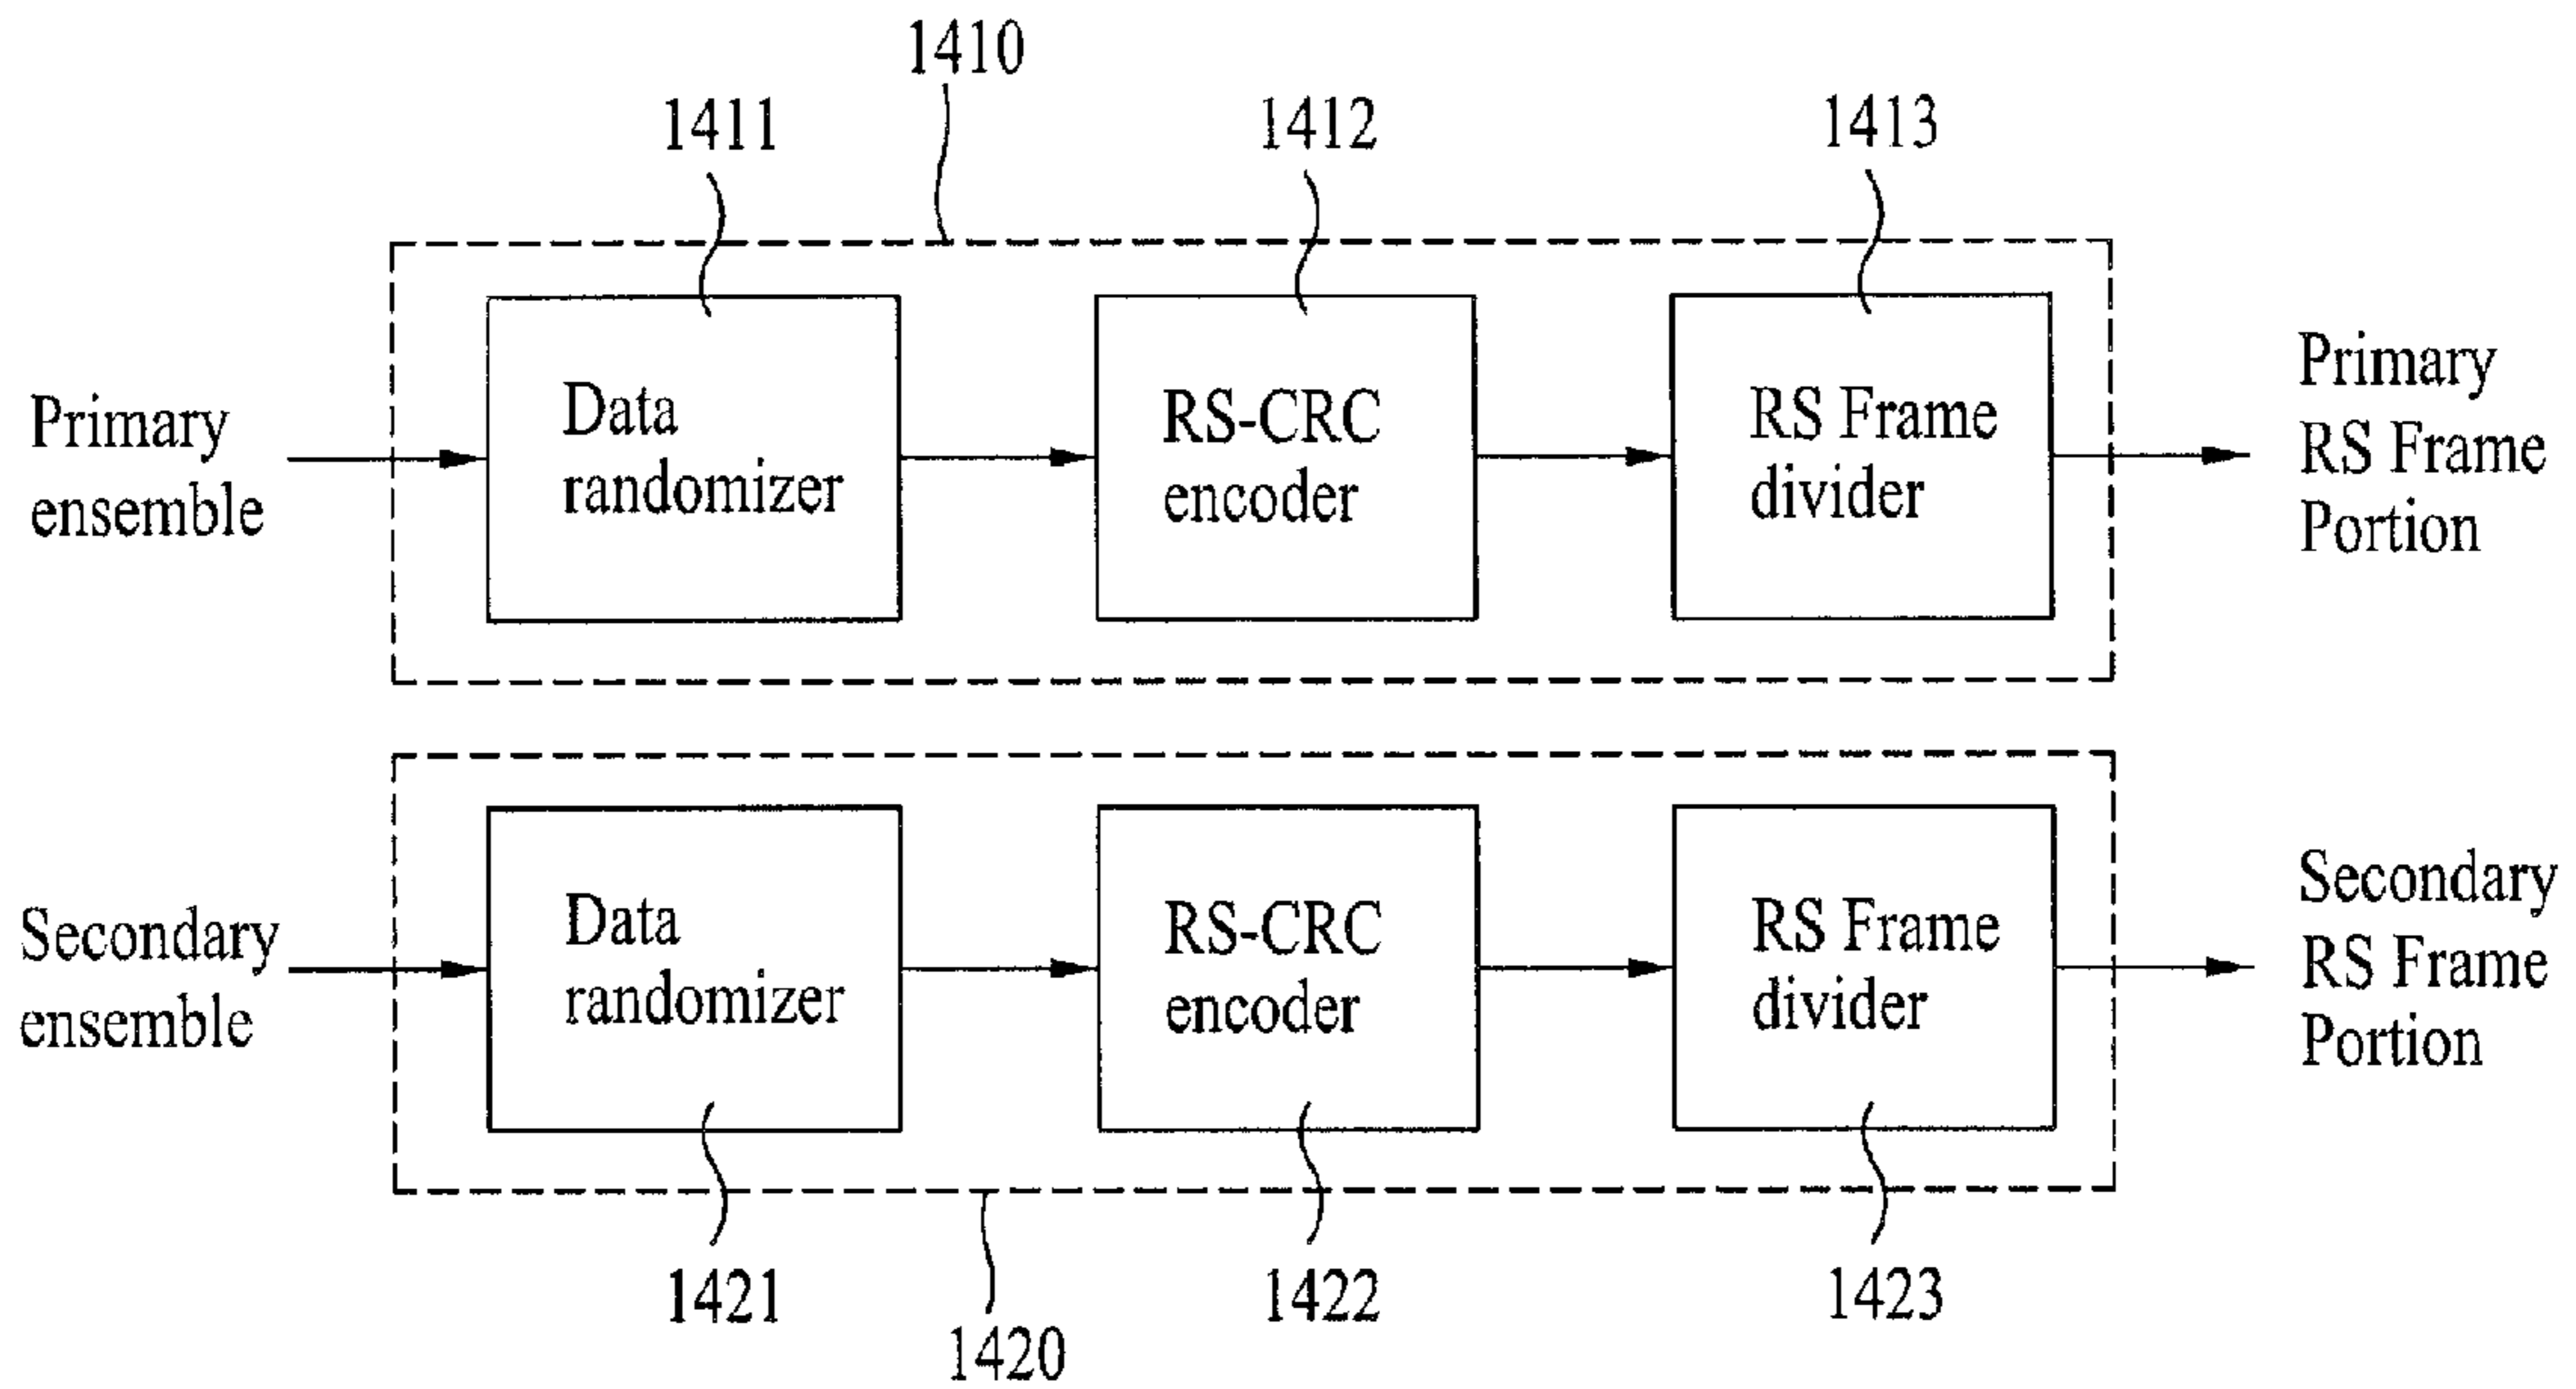 1410
1411
1412
1413
Primary
ensemble
Data
randomizer
RS-CRC
encoder
RS Frame
divider
Primary
RS Frame
Portion
Secondary
ensemble
Data
randomizer
RS-CRC
encoder
RS Frame
divider
Secondary
RS Frame
Portion
1421
1422
1423
1420